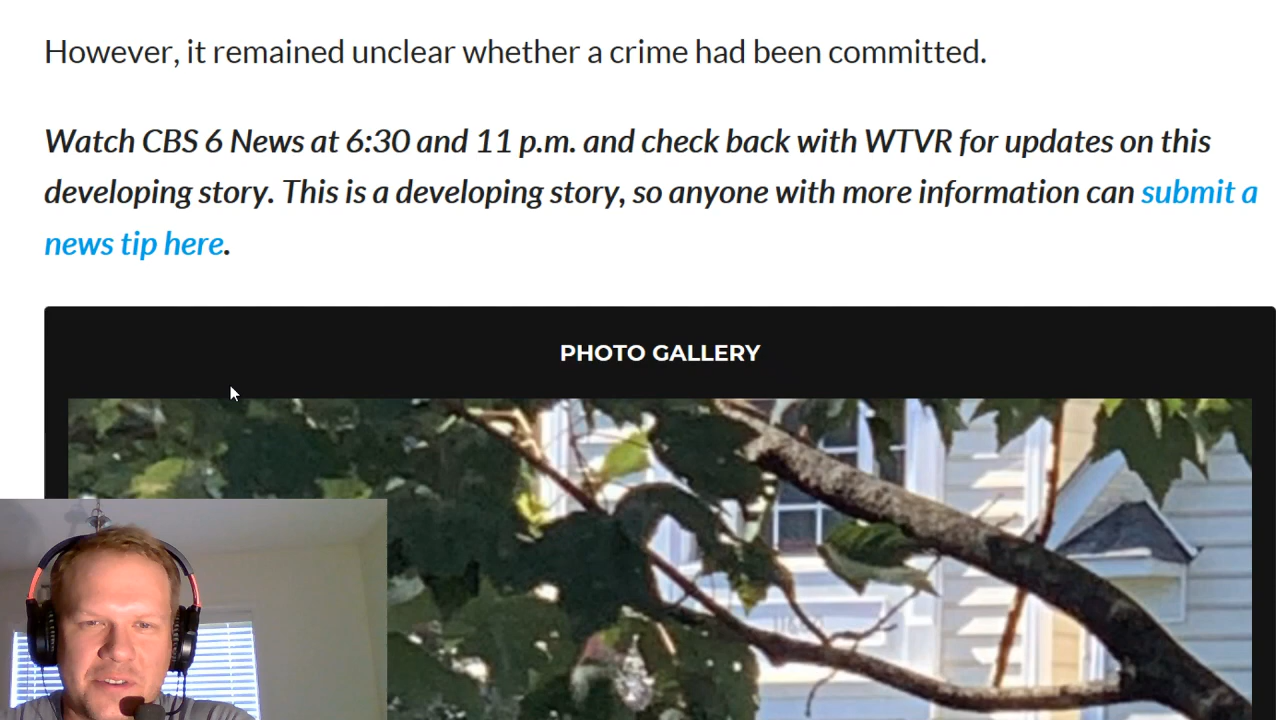 However, it remained unclear whether a crime had been committed.
Watch CBS 6 News at 6:30 and 11 p.m. and check back with WTVR for updates on this
developing story. This is a developing story, so anyone with more information can submit a
news tip here.
PHOTO GALLERY